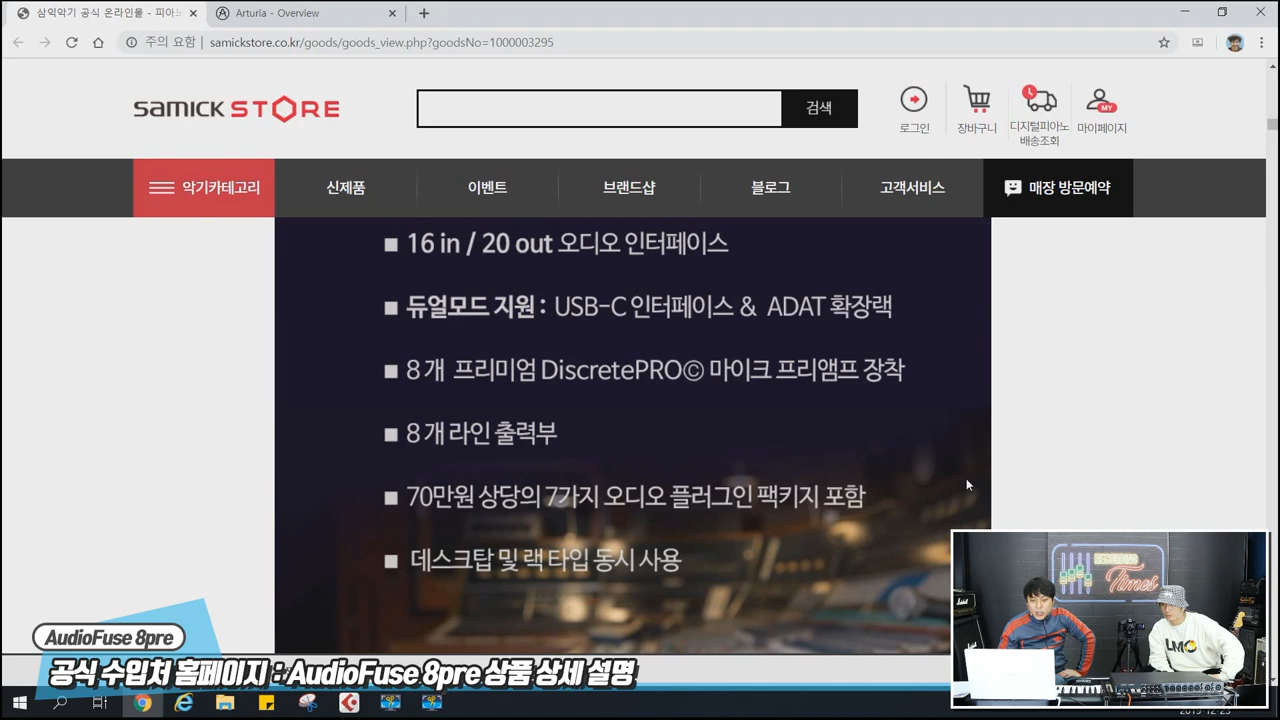 삼익악기 공식 온라인몰 - 피아노
Arturia - Overview
주의 요함
samickstore.co.kr/goods/goods_view.php?goodsNo=1000003295
samick STORE
검색
로그인
장바구니
디지털피아노
배송조회
MY
마이페이지
악기카테고리
신제품
이벤트
브랜드샵
블로그
고객서비스
매장 방문예약
16 in / 20 out 오디오 인터페이스
듀얼모드 지원 : USB-C 인터페이스 & ADAT 확장랙
8개 프리미엄 DiscretePRO© 마이크 프리앰프 장착
8개 라인 출력부
70만원 상당의 7가지 오디오 플러그인 팩키지 포함
데스크탑 및 랙 타입 동시 사용
Times
LMC
AudioFuse 8pre
공식 수입처 홈페이지 : AudioFuse 8pre 상품 상세 설명